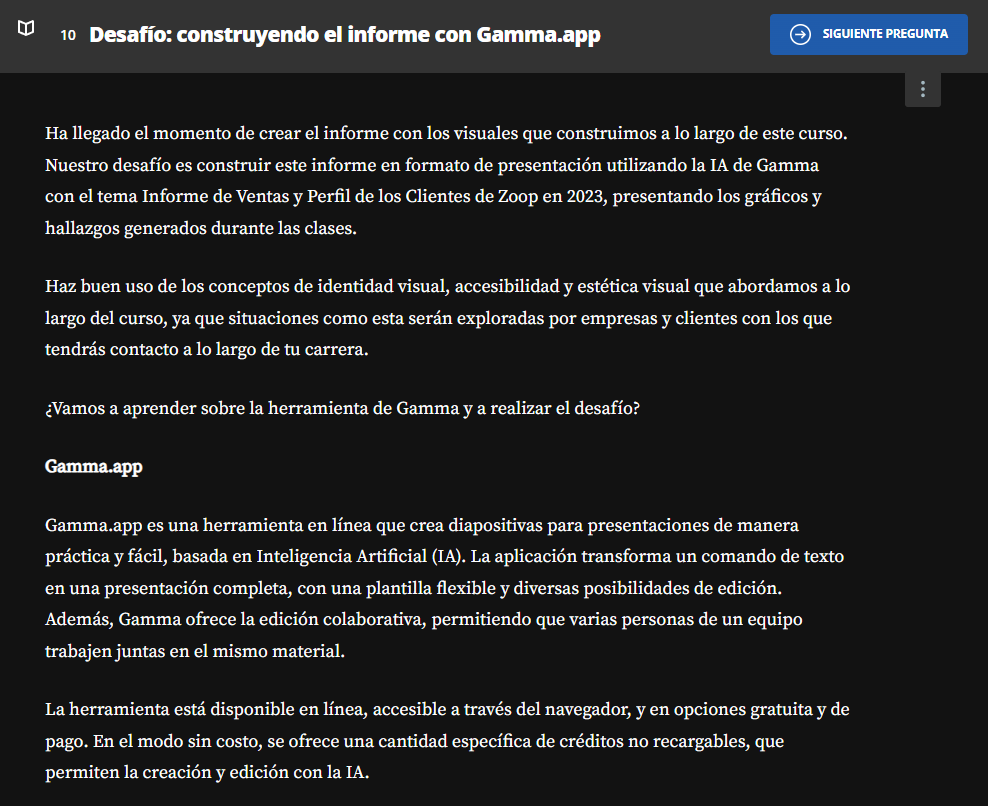 10 Desafío: construyendo el informe con Gamma.app
SIGUIENTE PREGUNTA
Ha llegado el momento de crear el informe con los visuales que construimos a lo largo de este curso.
Nuestro desafío es construir este informe en formato de presentación utilizando la IA de Gamma
con el tema Informe de Ventas y Perfil de los Clientes de Zoop en 2023, presentando los gráficos y
hallazgos generados durante las clases.
Haz buen uso de los conceptos de identidad visual, accesibilidad y estética visual que abordamos a lo
largo del curso, ya que situaciones como esta serán exploradas por empresas y clientes con los que
tendrás contacto a lo largo de tu carrera.
¿Vamos a aprender sobre la herramienta de Gamma y a realizar el desafío?
Gamma.app
Gamma.app es una herramienta en línea que crea diapositivas para presentaciones de manera
práctica y fácil, basada en Inteligencia Artificial (IA). La aplicación transforma un comando de texto
en una presentación completa, con una plantilla flexible y diversas posibilidades de edición.
Además, Gamma ofrece la edición colaborativa, permitiendo que varias personas de un equipo
trabajen juntas en el mismo material.
La herramienta está disponible en línea, accesible a través del navegador, y en opciones gratuita y de
pago. En el modo sin costo, se ofrece una cantidad específica de créditos no recargables, que
permiten la creación y edición con la IA.